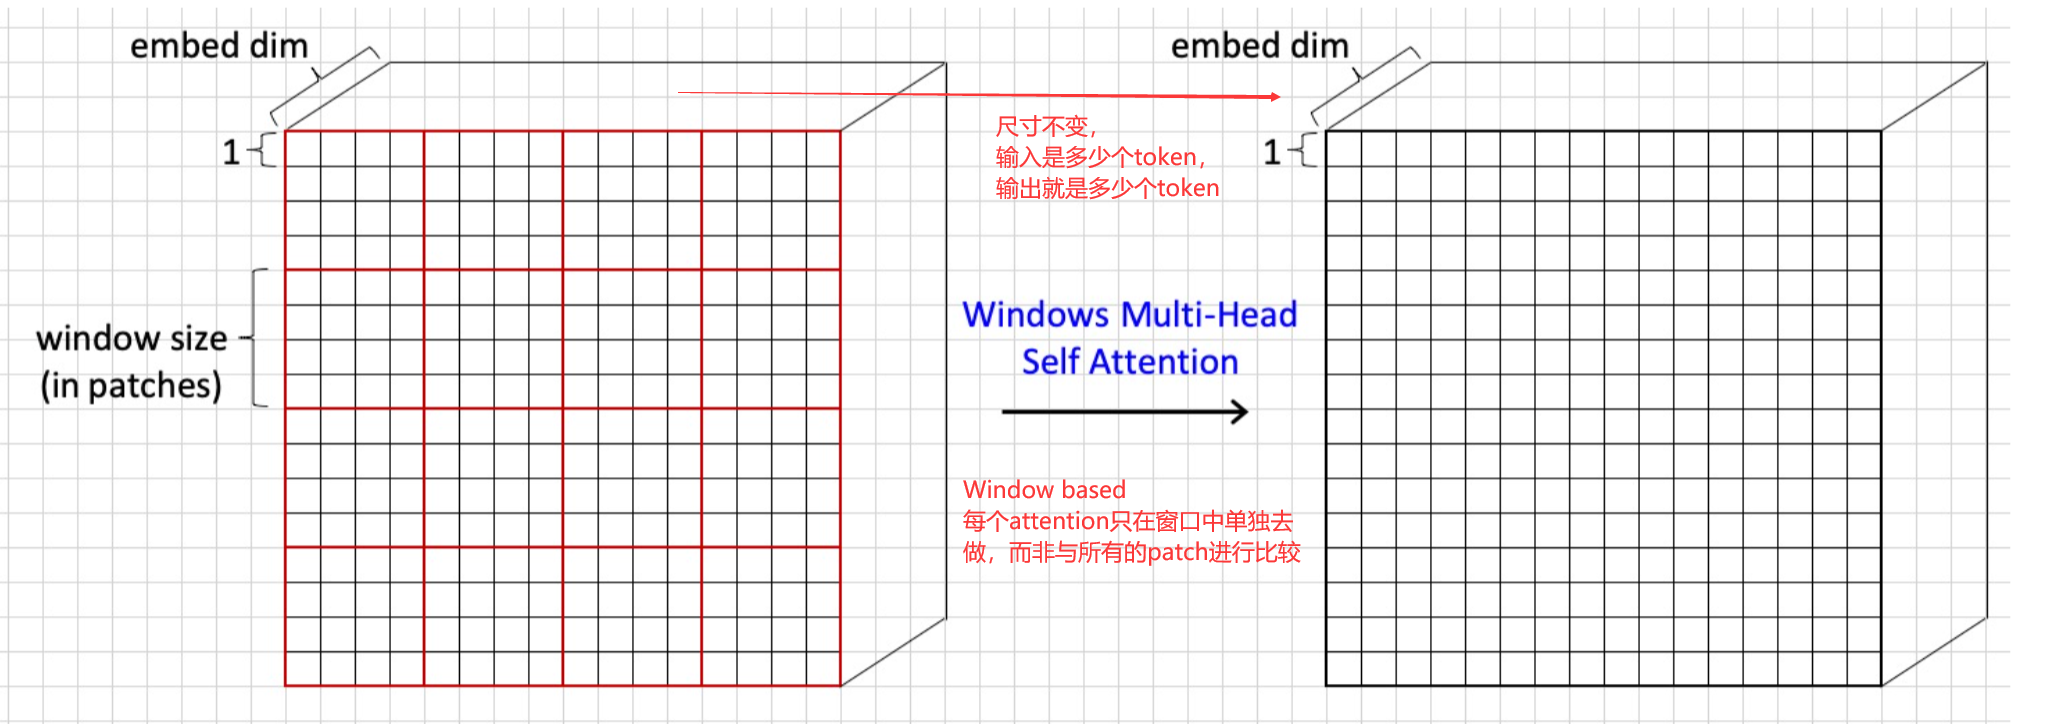 embed dim
1
window size
(in patches)
尺寸不变，
输入是多少个token，
输出就是多少个token
Windows Multi-Head
Self Attention
Window based
每个attention只在窗口中单独去
做，而非与所有的patch进行比较
embed dim
1